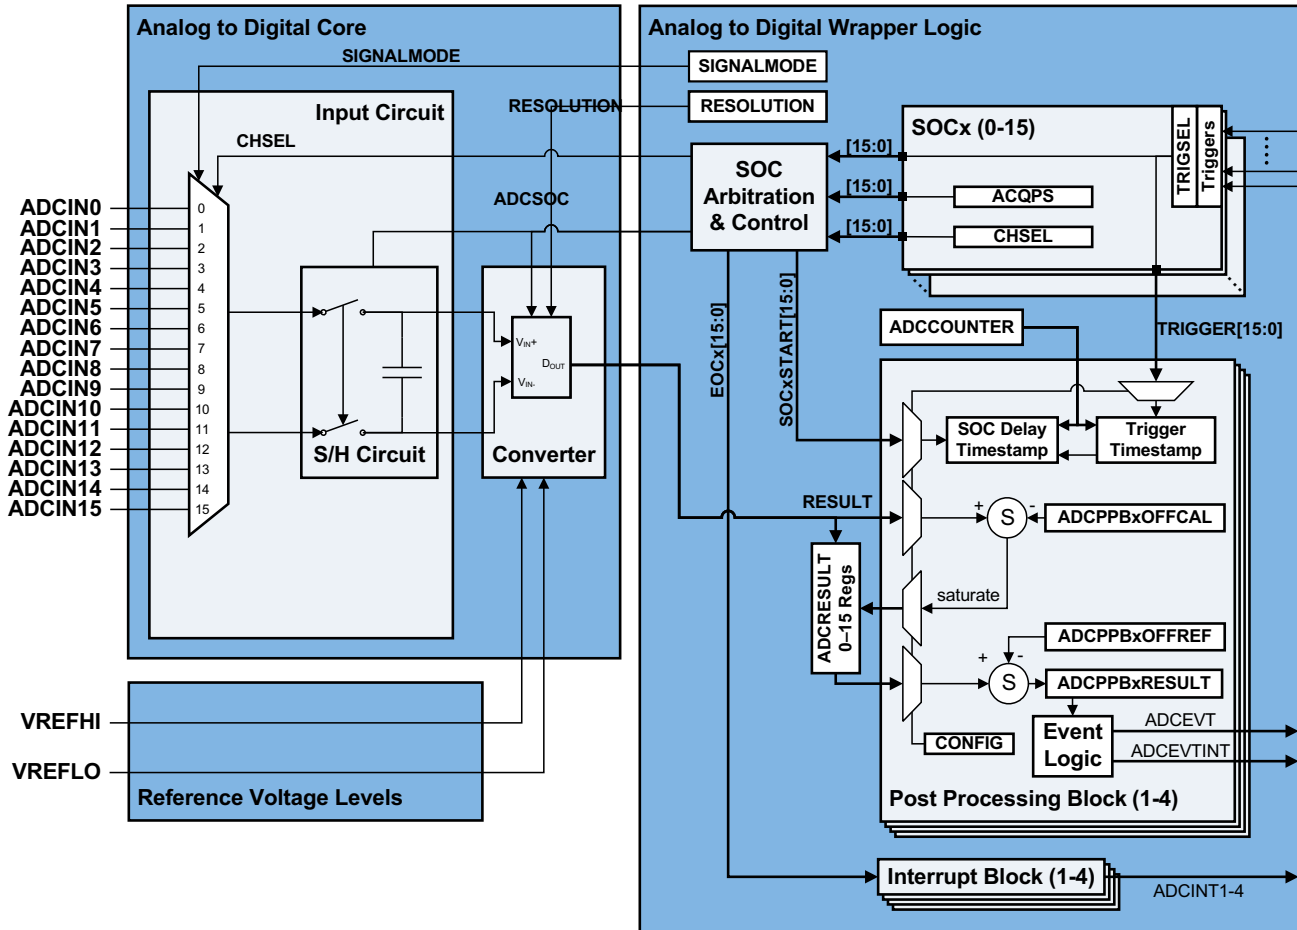 Analog to Digital Core
SIGNALMODE
Input Circuit
RESOLUTION
CHSEL
ADCSOC
ADCIN0
ADCIN1
ADCIN2
ADCIN3
ADCIN4
ADCIN5
ADCIN6
ADCIN7
ADCIN8
ADCIN9
ADCIN10
ADCIN11
ADCIN12
ADCIN13
ADCIN14
ADCIN15
0
1
2
3
4
5
6
7
8
9
10
11
12
13
14
15
S/H Circuit
VIN+
VIN-
DOUT
Converter
VREFHI
VREFLO
Reference Voltage Levels
Analog to Digital Wrapper Logic
SIGNALMODE
RESOLUTION
SOC
Arbitration
& Control
[15:0]
[15:0]
[15:0]
SOCx (0-15)
ACQPS
CHSEL
TRIGSEL
Triggers
EOCx[15:0]
SOCxSTART[15:0]
ADCCOUNTER
TRIGGER[15:0]
SOC Delay
Timestamp
Trigger
Timestamp
RESULT
+
S
-
ADCPPBxOFFCAL
saturate
ADCRESULT
0–15 Regs
ADCPPBxOFFREF
+
-
S
ADCPPBxRESULT
CONFIG
Event
Logic
ADCEVT
ADCEVTINT
Post Processing Block (1-4)
Interrupt Block (1-4)
ADCINT1-4